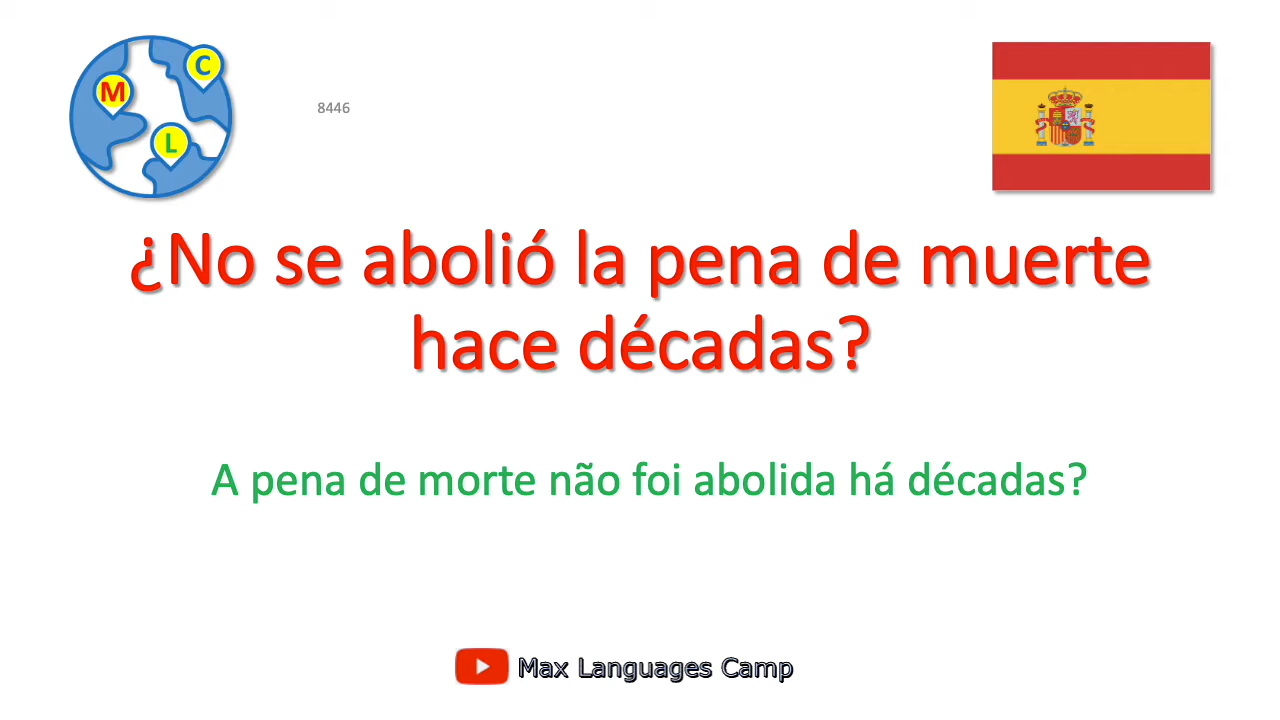 M
C
L
8446
¿No se abolió la pena de muerte
hace décadas?
A pena de morte não foi abolida há décadas?
Max Languages Camp